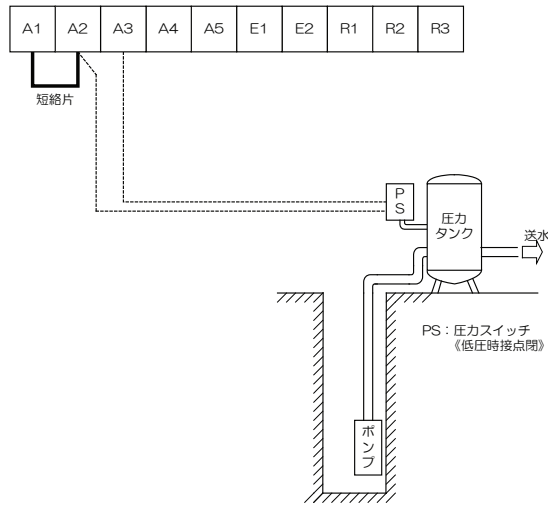 A1 A2 A3 A4 A5 E1 E2 R1 R2 R3
短絡片
PS
圧力
タンク
送水
PS：圧力スイッチ
《低圧時接点閉》
ポンプ